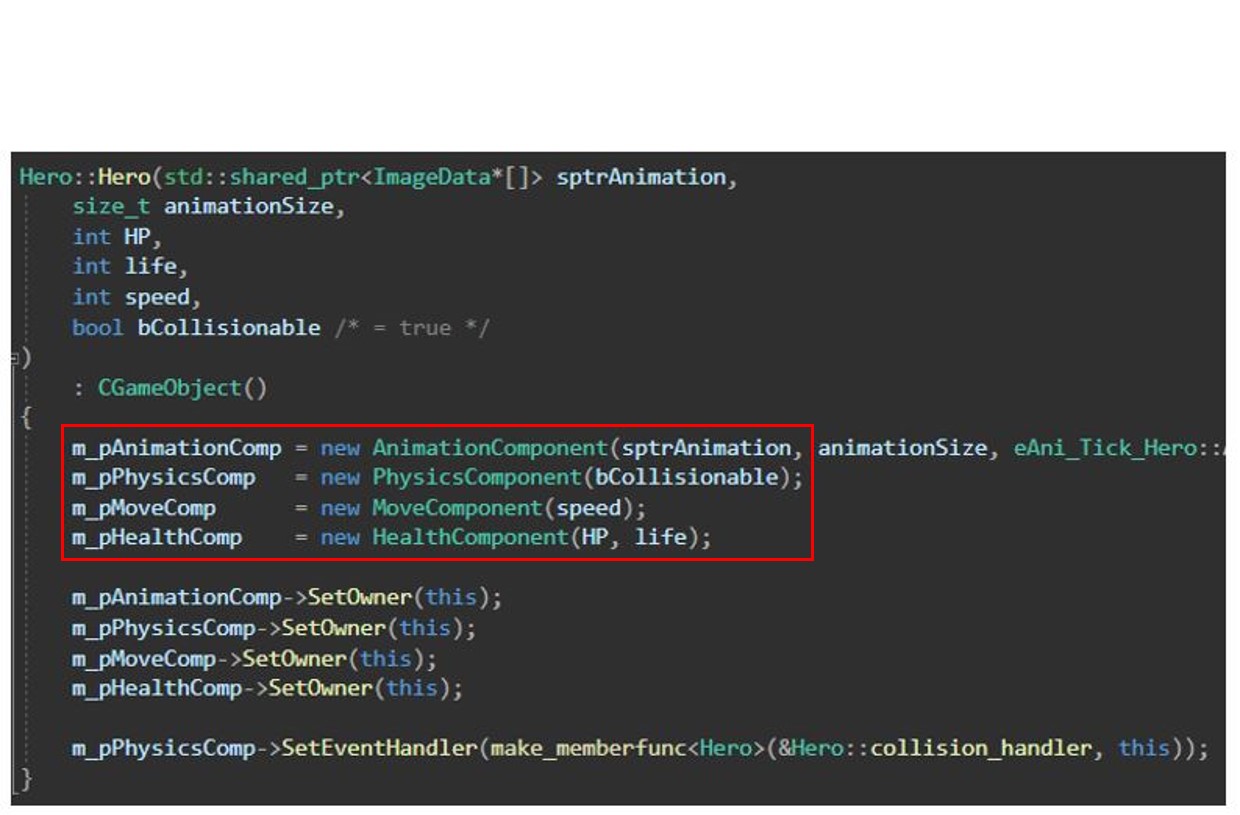 Hero::Hero(std::shared_ptr<ImageData*[]> sptrAnimation,
size_t animationSize,
int HP,
int life,
int speed,
bool bCollisionable /* = true */
)
: CGameObject()
{
m_pAnimationComp = new AnimationComponent(sptrAnimation, animationSize, eAni_Tick_Hero::
m_pPhysicsComp = new PhysicsComponent(bCollisionable);
m_pMoveComp = new MoveComponent(speed);
m_pHealthComp = new HealthComponent(HP, life);
m_pAnimationComp->SetOwner(this);
m_pPhysicsComp->SetOwner(this);
m_pMoveComp->SetOwner(this);
m_pHealthComp->SetOwner(this);
m_pPhysicsComp->SetEventHandler(make_memberfunc<Hero>(&Hero::collision_handler, this));
}